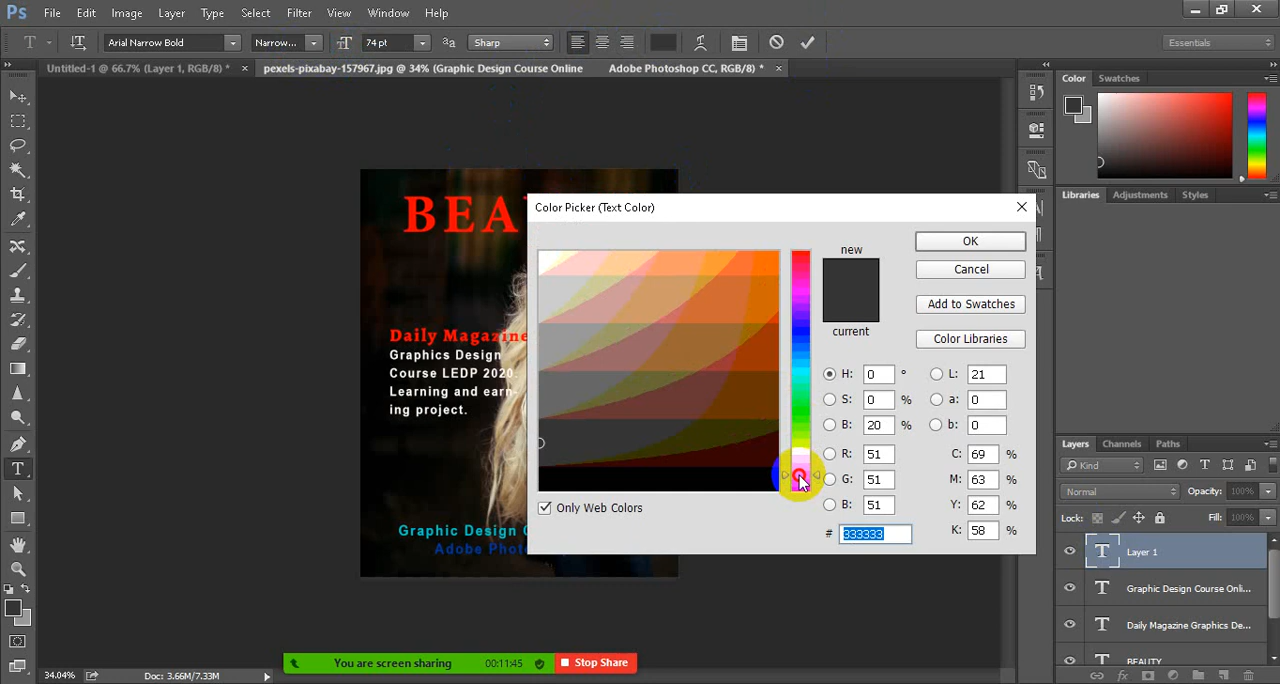 Ps File Edit Image Layer Type Select Filter View Window Help
T Arial Narrow Bold Narrow... 74 pt Sharp Essentials
Untitled-1 @ 66.7% (Layer 1, RGB/8) * × pexels-pixabay-157967.jpg @ 34% (Graphic Design Course Online Adobe Photoshop CC, RGB/8) * ×
Color Swatches
Libraries Adjustments Styles
BEA
Daily Magazine
Graphics Design
Course LEDP 2020.
Learning and earn-
ing project.
Graphic Design
Adobe Phot
Color Picker (Text Color)
new
current
OK
Cancel
Add to Swatches
Color Libraries
H: 0 ° L: 21
S: 0 % a: 0
B: 20 % b: 0
R: 51 C: 69 %
G: 51 M: 63 %
B: 51 Y: 62 %
# 333333 K: 58 %
Only Web Colors
Layers Channels Paths
Kind
Normal Opacity: 100%
Lock: Fill: 100%
T Layer 1
T Graphic Design Course Onli...
T Daily Magazine Graphics De...
T BEAUTY
You are screen sharing 00:11:45 Stop Share
34.04% Doc: 3.66M/7.33M